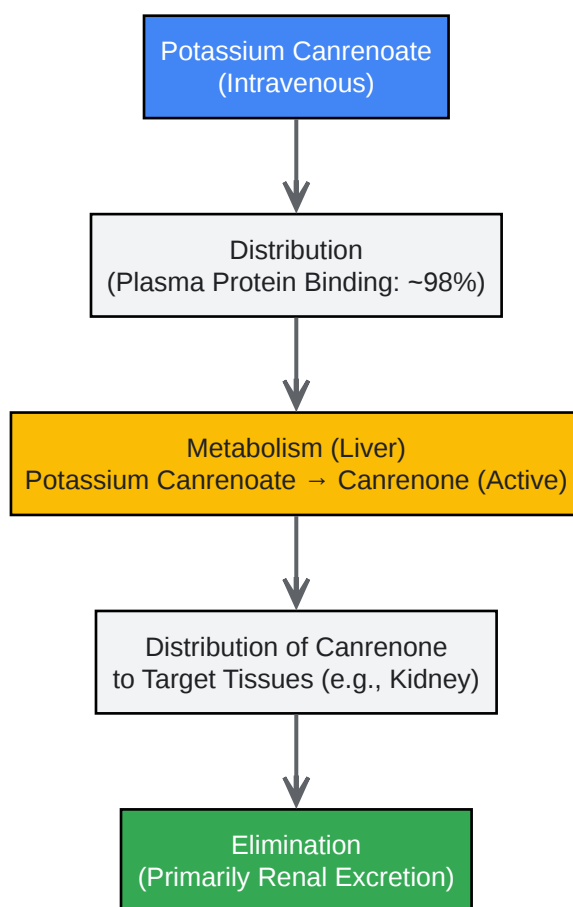 Potassium Canrenoate
(Intravenous)
Distribution
(Plasma Protein Binding: ~98%)
Metabolism (Liver)
Potassium Canrenoate → Canrenone (Active)
Distribution of Canrenone
to Target Tissues (e.g., Kidney)
Elimination
(Primarily Renal Excretion)